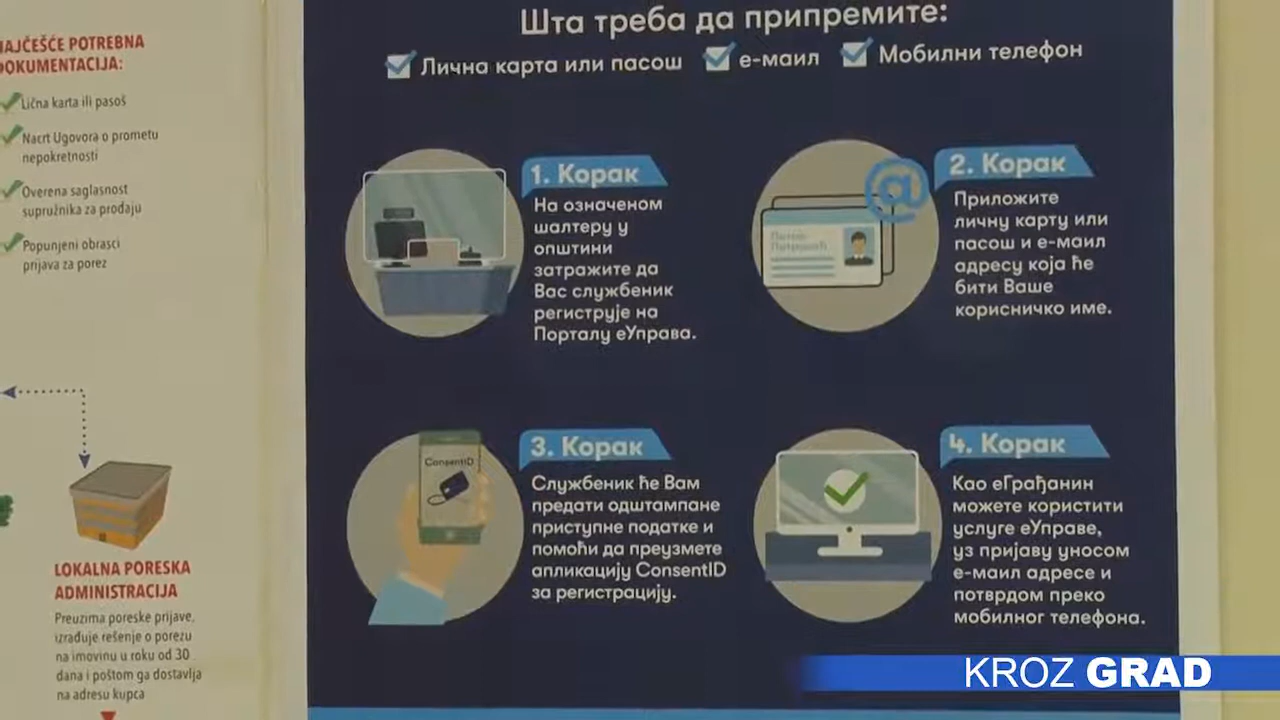 NAJČEŠĆE POTREBNA
DOKUMENTACIJA:
Lična karta ili pasoš
Nacrt Ugovora o prometu
nepokretnosti
Overena saglasnost
supružnika za prodaju
Popunjeni obrasci
prijava za porez
LOKALNA PORESKA
ADMINISTRACIJA
Preuzima poreske prijave,
izrađuje rešenje o porezu
na imovinu u roku od 30
dana i poštom ga dostavlja
na adresu kupca
Шта треба да припремите:
Лична карта или пасош
е-маил
Мобилни телефон
1. Корак
На означеном
шалтеру у
општини
затражите да
Вас службеник
региструје на
Порталу еУправа.
2. Корак
Приложите
личну карту или
пасош и е-маил
адресу која ће
бити Ваше
корисничко име.
3. Корак
ConsentID
Службеник ће Вам
предати одштампане
приступне податке и
помоћи да преузмете
апликацију ConsentID
за регистрацију.
4. Корак
Као еГрађанин
можете користити
услуге еУправе,
уз пријаву уносом
е-маил адресе и
потврдом преко
мобилног телефона.
KROZ GRAD